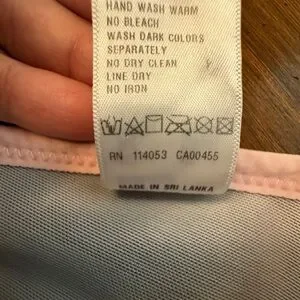 HAND WASH WARM
NO BLEACH
WASH DARK COLORS
SEPARATELY
NO DRY CLEAN
LINE DRY
NO IRON
RN 114053 CA00455
MADE IN SRI LANKA